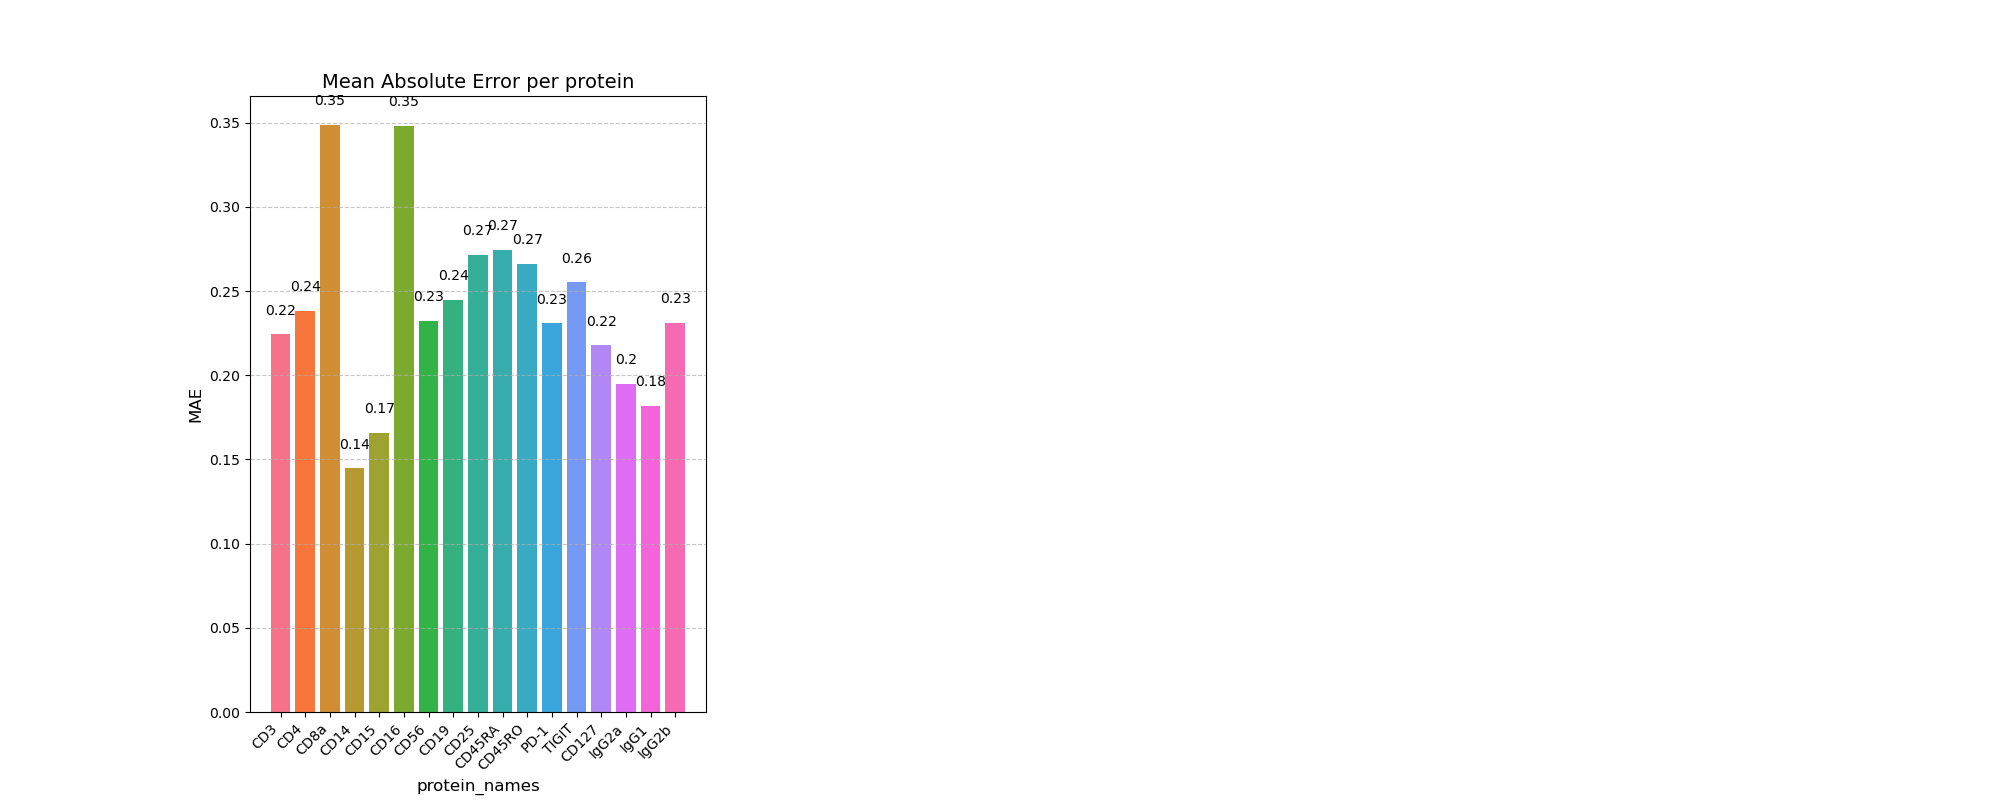 Mean Absolute Error per protein
0.35 0.35
0.35
0.30
0.27 0.27 0.27
0.26
0.24 0.24
0.25
0.22 0.23 0.23 0.22 0.23
0.2
0.20
0.18
0.17
0.14
0.15
0.10
0.05
0.00
MAE
CD3 CD4 CD8a CD14 CD15 CD16 CD56 CD19 CD25 CD45RA CD45RO PD-1 TIGIT CD127 IgG2a IgG1 IgG2b
protein_names